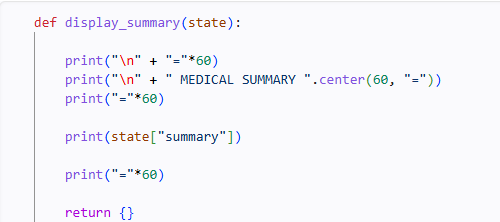 def display_summary(state):
print("\n" + "="*60)
print("\n" + " MEDICAL SUMMARY ".center(60, "="))
print("="*60)
print(state["summary"])
print("="*60)
return {}